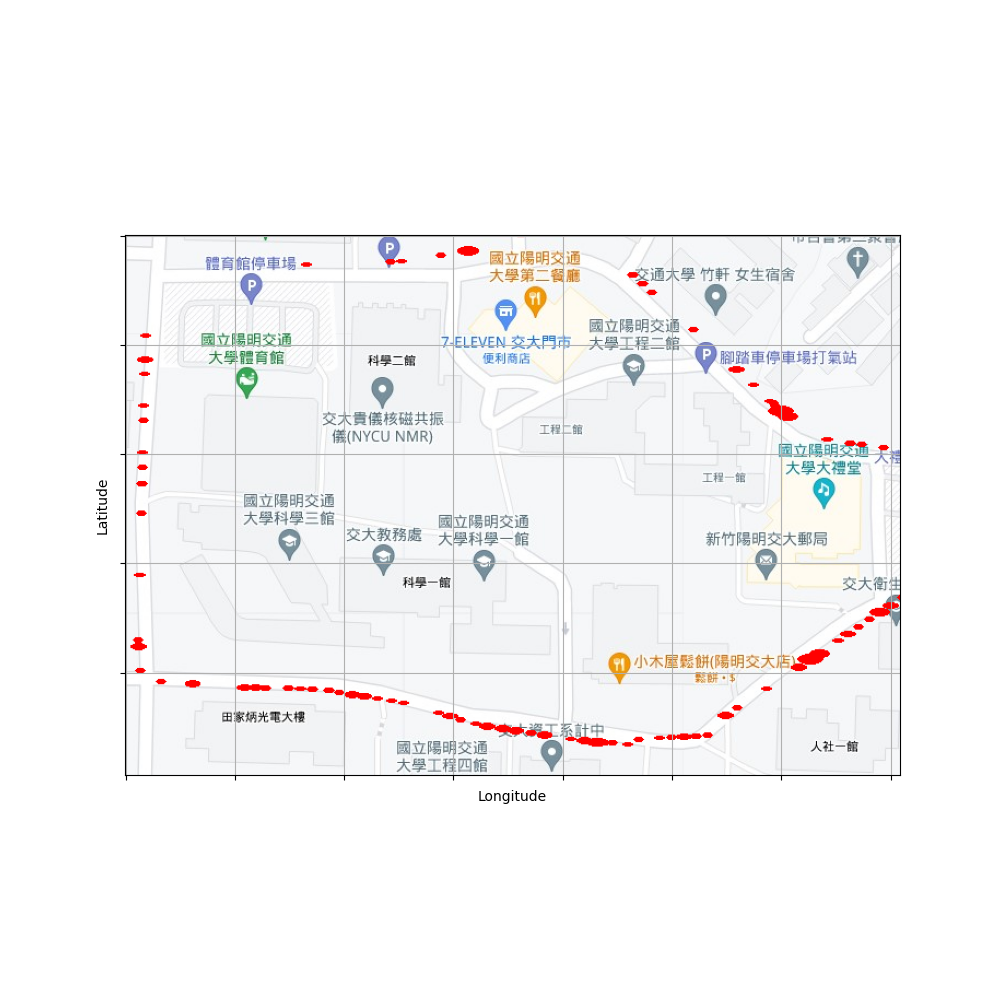 體育館停車場
P
P
國立陽明交通
大學第二餐廳
交通大學 竹軒 女生宿舍
國立陽明交通
大學體育館
7-ELEVEN 交大門市
便利商店
國立陽明交通
大學工程二館
P
腳踏車停車場打氣站
科學二館
交大貴儀核磁共振
儀(NYCU NMR)
工程二館
工程一館
國立陽明交通
大學大禮堂
國立陽明交通
大學科學三館
交大教務處
國立陽明交通
大學科學一館
科學一館
新竹陽明交大郵局
交大衛生
小木屋鬆餅(陽明交大店)
鬆餅・$
田家炳光電大樓
交大資工系計中
國立陽明交通
大學工程四館
人社一館
Latitude
Longitude